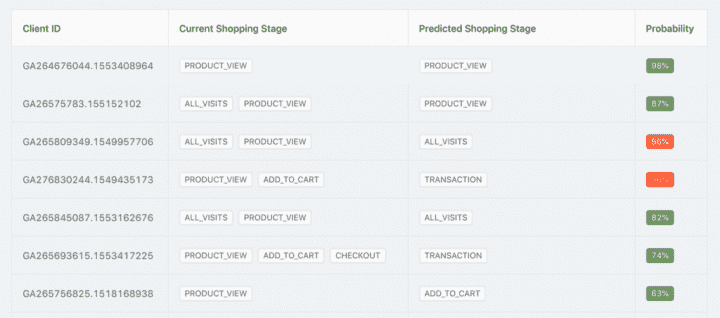 Client ID Current Shopping Stage Predicted Shopping Stage Probability
GA264676044.1553408964 PRODUCT_VIEW PRODUCT_VIEW 98%
GA26575783.155152102 ALL_VISITS PRODUCT_VIEW PRODUCT_VIEW 87%
GA265809349.1549957706 ALL_VISITS PRODUCT_VIEW ALL_VISITS 96%
GA276830244.1549435173 PRODUCT_VIEW ADD_TO_CART TRANSACTION
GA265845087.1553162676 ALL_VISITS PRODUCT_VIEW ALL_VISITS 82%
GA265693615.1553417225 PRODUCT_VIEW ADD_TO_CART CHECKOUT TRANSACTION 74%
GA265756825.1518168938 PRODUCT_VIEW ADD_TO_CART 63%